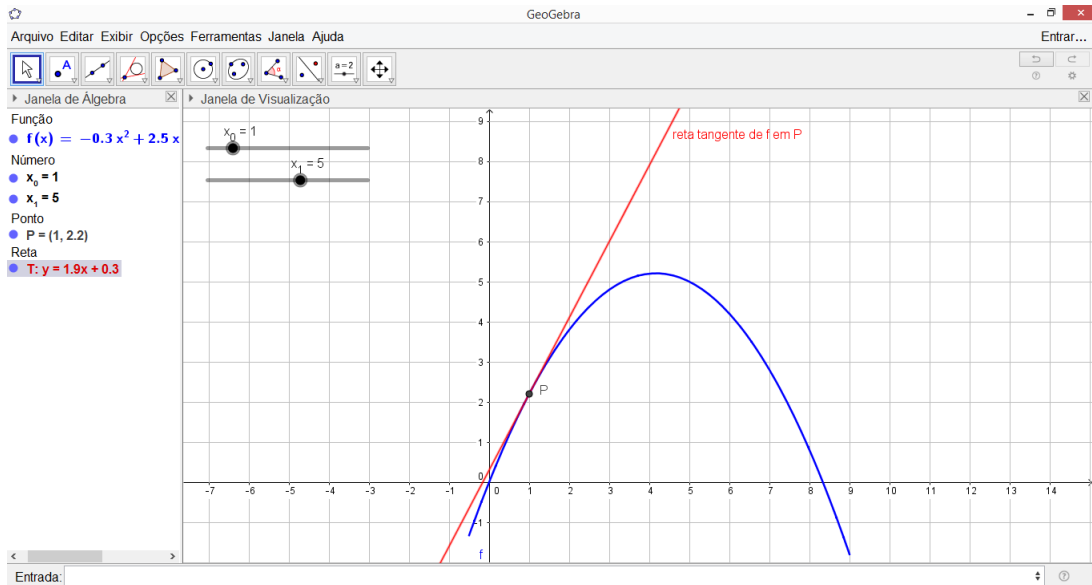 GeoGebra
Arquivo Editar Exibir Opções Ferramentas Janela Ajuda
Entrar...
A
a=2
Janela de Álgebra
Janela de Visualização
Função
f(x) = −0.3 x² + 2.5 x
Número
x₀ = 1
x₁ = 5
Ponto
P = (1, 2.2)
Reta
T: y = 1.9x + 0.3
x₀ = 1
x₁ = 5
reta tangente de f em P
P
f
9
8
7
6
5
4
3
2
1
0
-1
-7 -6 -5 -4 -3 -2 -1 0 1 2 3 4 5 6 7 8 9 10 11 12 13 14
Entrada: